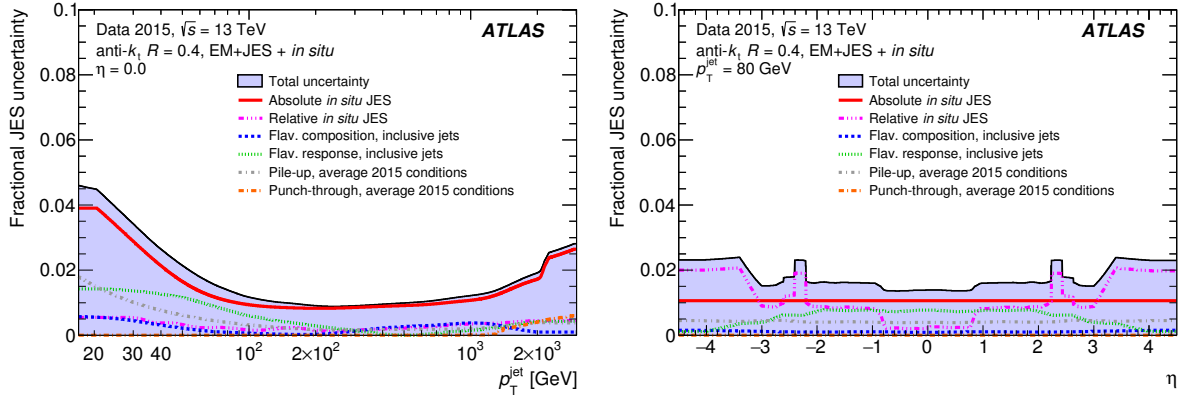 Fractional JES uncertainty
0.1
0.08
0.06
0.04
0.02
0
Data 2015, √s = 13 TeV
ATLAS
anti-kt R = 0.4, EM+JES + in situ
η = 0.0
Total uncertainty
Absolute in situ JES
Relative in situ JES
Flav. composition, inclusive jets
Flav. response, inclusive jets
Pile-up, average 2015 conditions
Punch-through, average 2015 conditions
20 30 40 10² 2×10² 10³ 2×10³
p_T^jet [GeV]
Fractional JES uncertainty
0.1
0.08
0.06
0.04
0.02
0
Data 2015, √s = 13 TeV
ATLAS
anti-kt R = 0.4, EM+JES + in situ
p_T^jet = 80 GeV
Total uncertainty
Absolute in situ JES
Relative in situ JES
Flav. composition, inclusive jets
Flav. response, inclusive jets
Pile-up, average 2015 conditions
Punch-through, average 2015 conditions
−4 −3 −2 −1 0 1 2 3 4
η